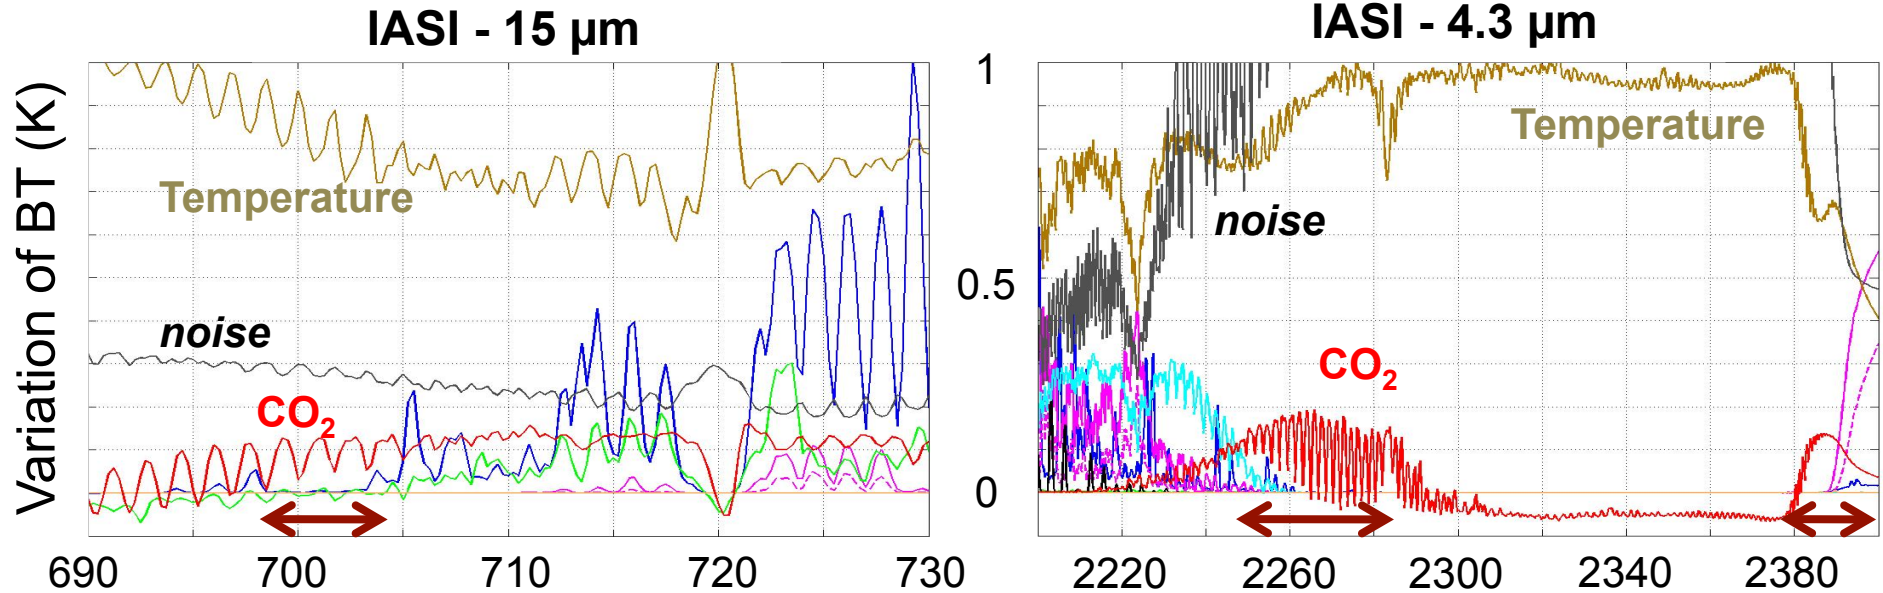 IASI - 15 µm
IASI - 4.3 µm
Variation of BT (K)
Temperature
noise
CO2
690 700 710 720 730
1
0.5
0
Temperature
noise
CO2
2220 2260 2300 2340 2380